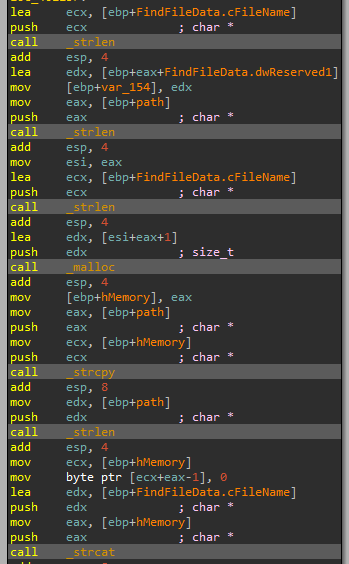 lea ecx, [ebp+FindFileData.cFileName]
push ecx ; char *
call _strlen
add esp, 4
lea edx, [ebp+eax+FindFileData.dwReserved1]
mov [ebp+var_154], edx
mov eax, [ebp+path]
push eax ; char *
call _strlen
add esp, 4
mov esi, eax
lea ecx, [ebp+FindFileData.cFileName]
push ecx ; char *
call _strlen
add esp, 4
lea edx, [esi+eax+1]
push edx ; size_t
call _malloc
add esp, 4
mov [ebp+hMemory], eax
mov eax, [ebp+path]
push eax ; char *
mov ecx, [ebp+hMemory]
push ecx ; char *
call _strcpy
add esp, 8
mov edx, [ebp+path]
push edx ; char *
call _strlen
add esp, 4
mov ecx, [ebp+hMemory]
mov byte ptr [ecx+eax-1], 0
lea edx, [ebp+FindFileData.cFileName]
push edx ; char *
mov eax, [ebp+hMemory]
push eax ; char *
call _strcat